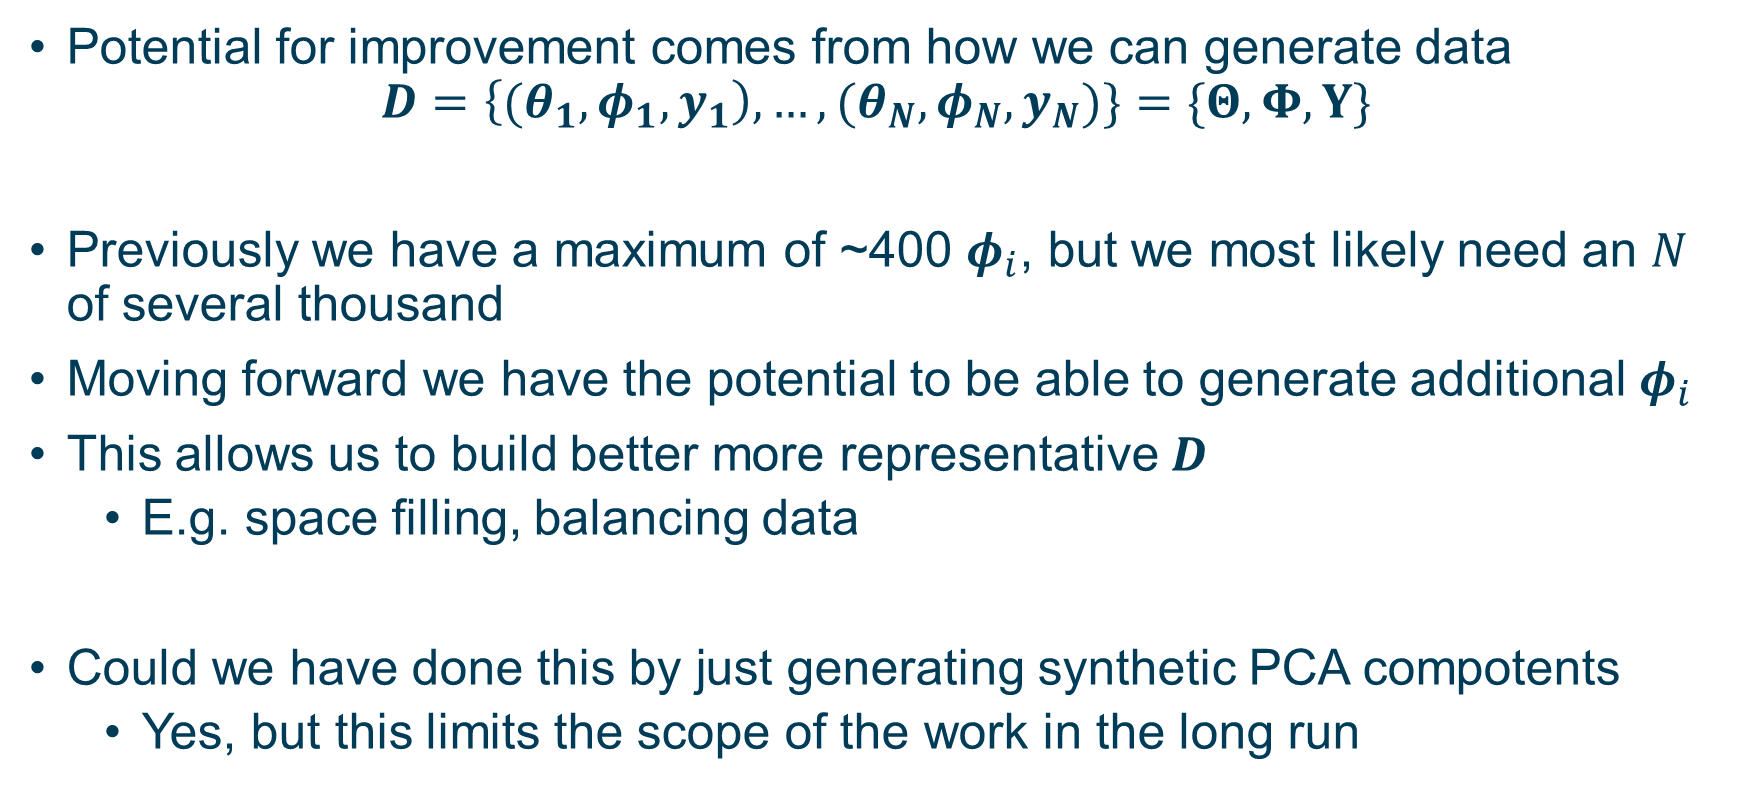 • Potential for improvement comes from how we can generate data
D = {(θ₁, ϕ₁, y₁), … , (θ_N, ϕ_N, y_N)} = {Θ, Φ, Y}
• Previously we have a maximum of ~400 ϕᵢ, but we most likely need an N
of several thousand
• Moving forward we have the potential to be able to generate additional ϕᵢ
• This allows us to build better more representative D
• E.g. space filling, balancing data
• Could we have done this by just generating synthetic PCA compotents
• Yes, but this limits the scope of the work in the long run